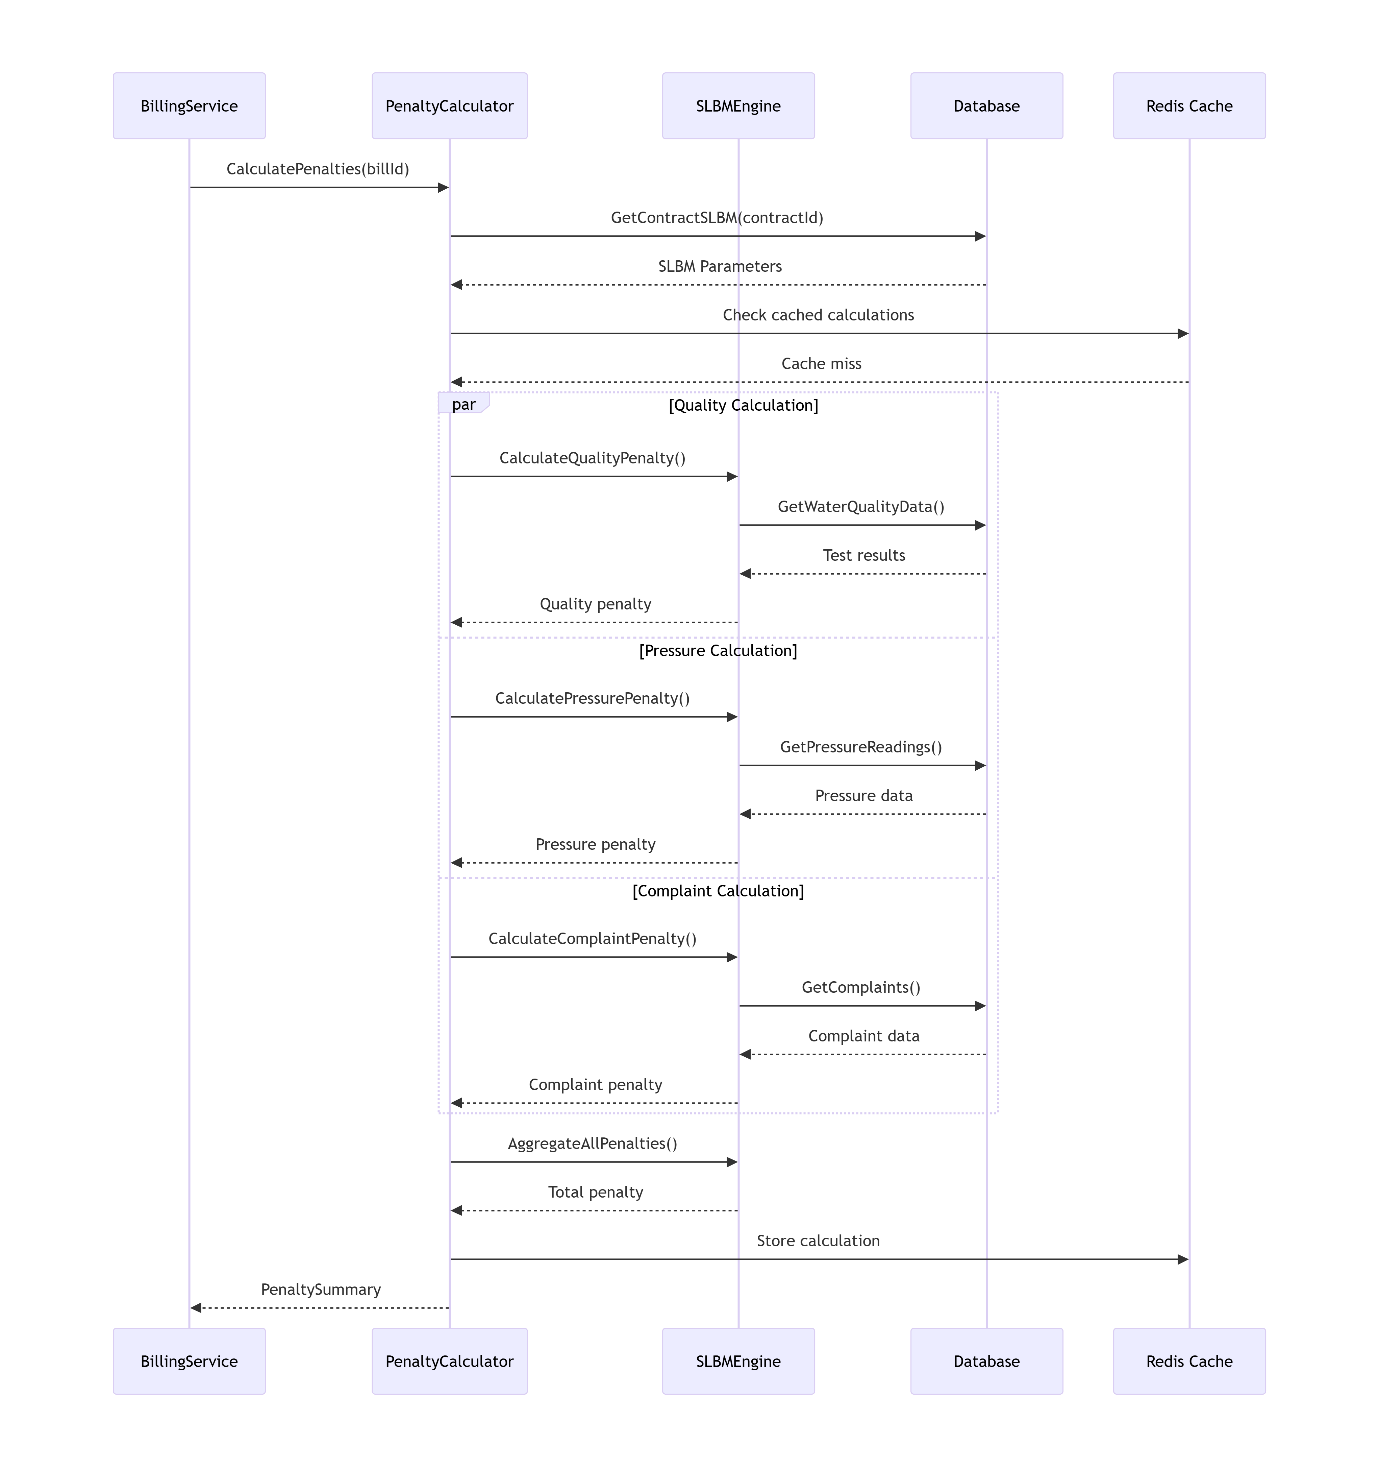 BillingService
PenaltyCalculator
SLBMEngine
Database
Redis Cache
CalculatePenalties(billId)
GetContractSLBM(contractId)
SLBM Parameters
Check cached calculations
Cache miss
par
[Quality Calculation]
CalculateQualityPenalty()
GetWaterQualityData()
Test results
Quality penalty
[Pressure Calculation]
CalculatePressurePenalty()
GetPressureReadings()
Pressure data
Pressure penalty
[Complaint Calculation]
CalculateComplaintPenalty()
GetComplaints()
Complaint data
Complaint penalty
AggregateAllPenalties()
Total penalty
Store calculation
PenaltySummary
BillingService
PenaltyCalculator
SLBMEngine
Database
Redis Cache